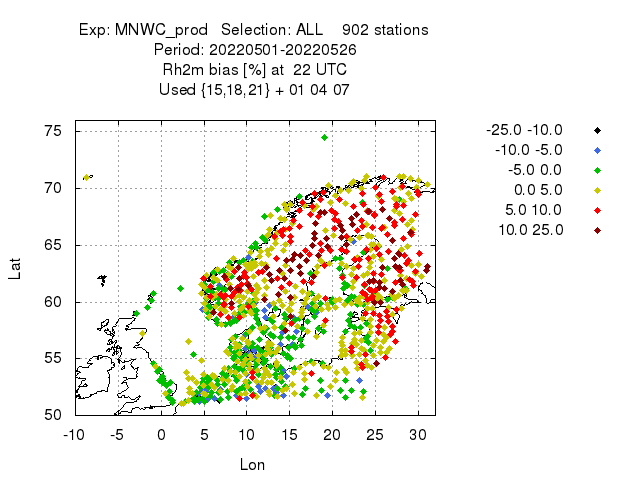 Exp: MNWC_prod Selection: ALL 902 stations
Period: 20220501-20220526
Rh2m bias [%] at 22 UTC
Used {15,18,21} + 01 04 07
-25.0 -10.0
-10.0 -5.0
-5.0 0.0
0.0 5.0
5.0 10.0
10.0 25.0
75
70
65
60
55
50
Lat
-10 -5 0 5 10 15 20 25 30
Lon